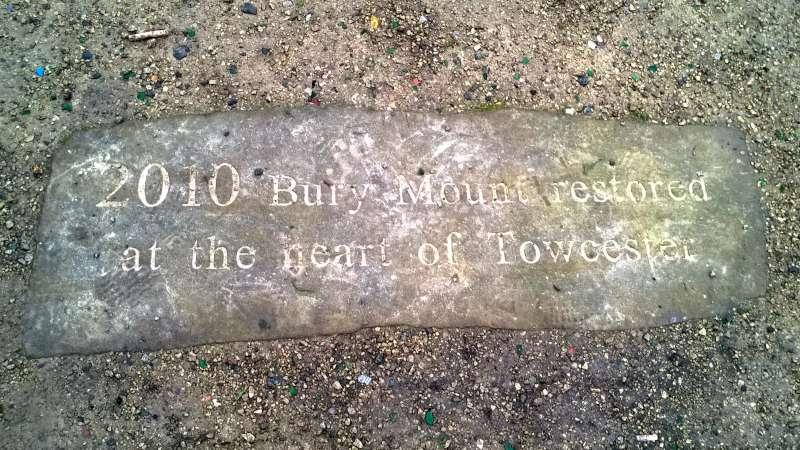 2010 Bury Mount restored
at the heart of Towcester